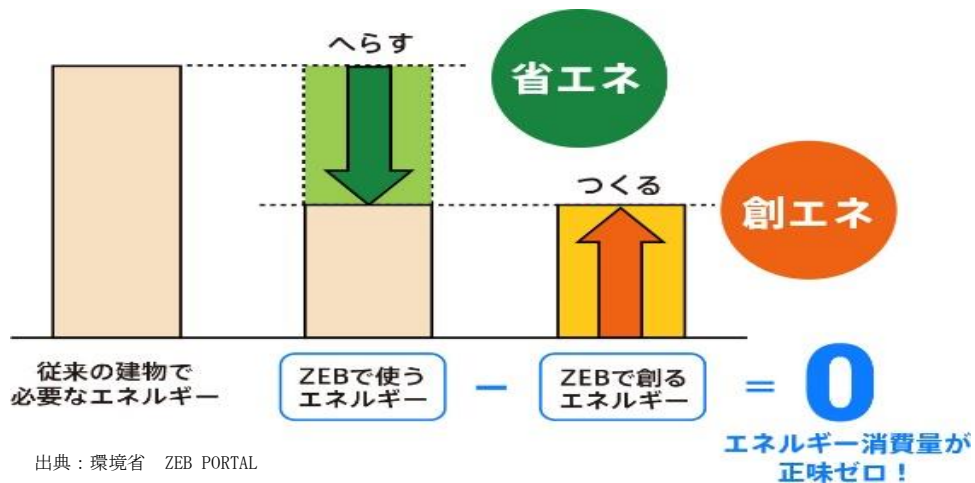 へらす
省エネ
つくる
創エネ
従来の建物で
必要なエネルギー
ZEBで使う
エネルギー
－
ZEBで創る
エネルギー
＝
0
エネルギー消費量が
正味ゼロ！
出典：環境省　ZEB PORTAL